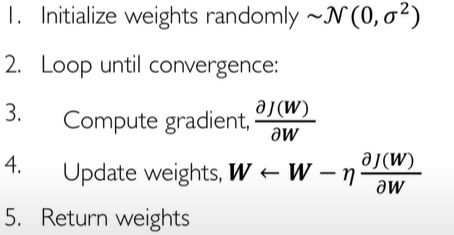 1. Initialize weights randomly ~𝒩(0, σ²)
2. Loop until convergence:
3. Compute gradient, ∂J(𝑾)/∂𝑾
4. Update weights, 𝑾 ← 𝑾 − η ∂J(𝑾)/∂𝑾
5. Return weights